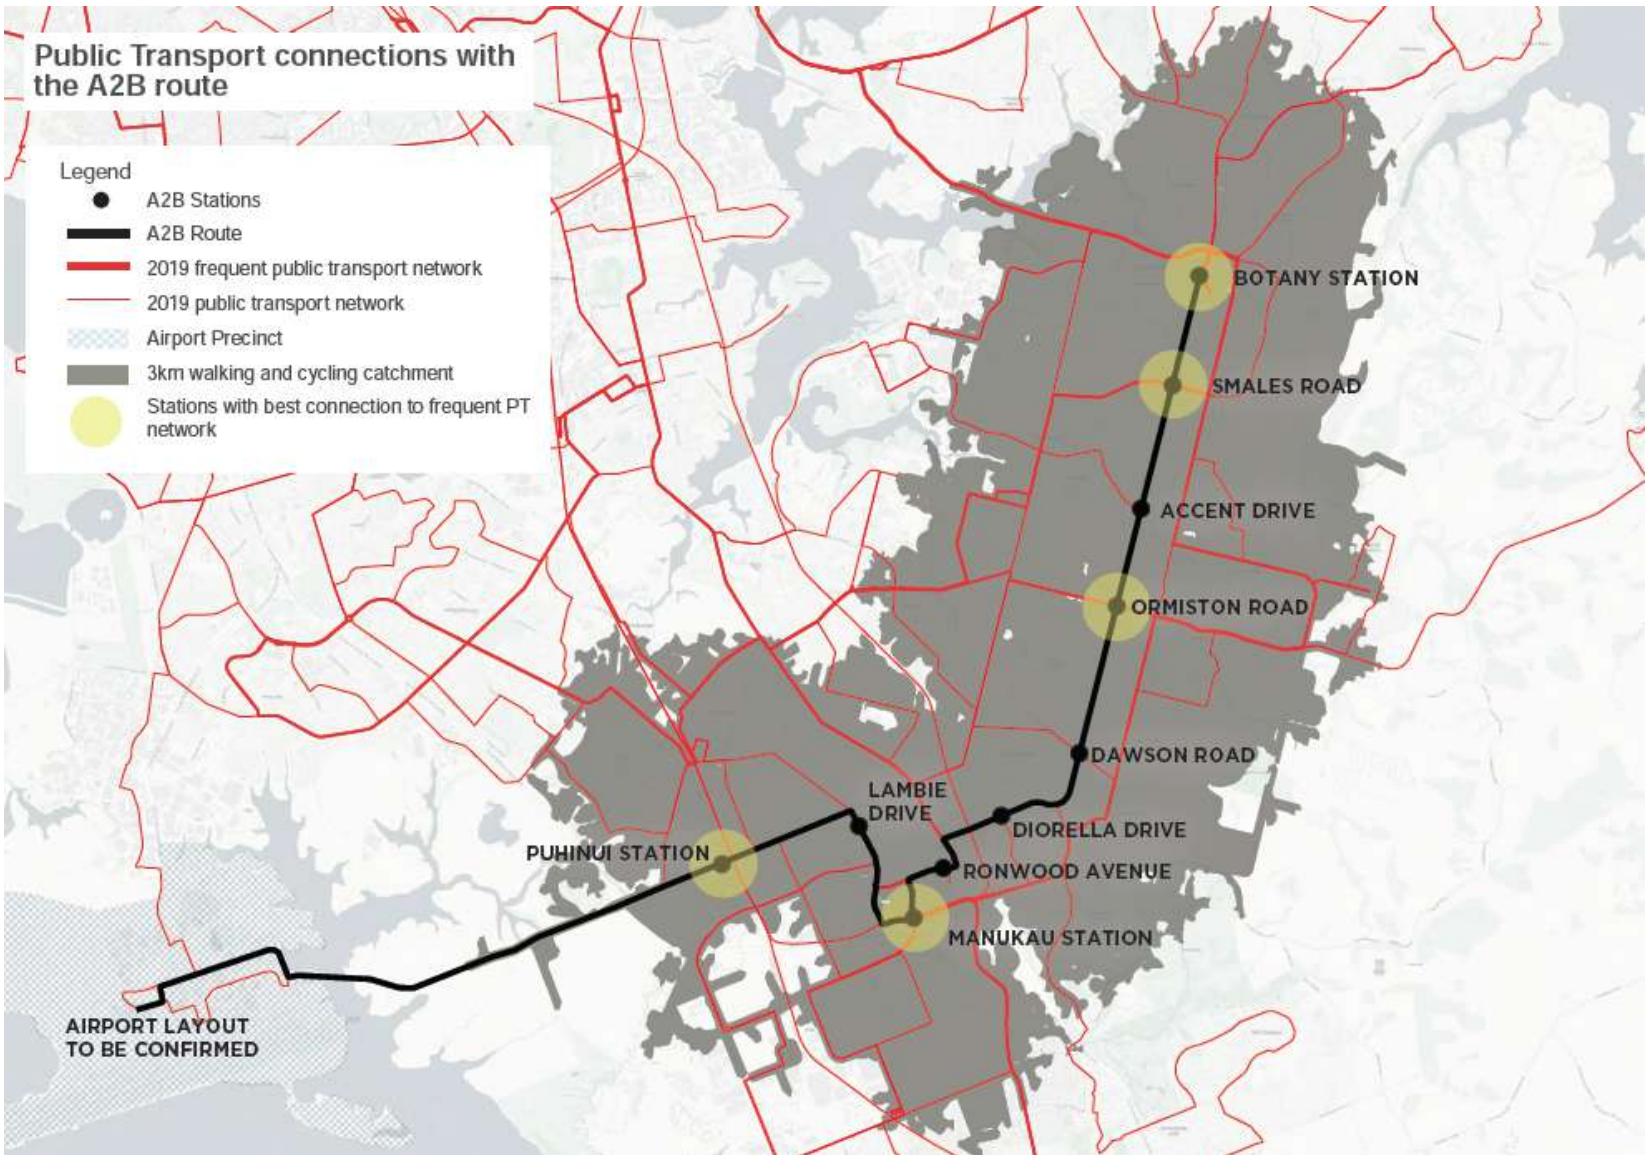 Public Transport connections with
the A2B route
Legend
A2B Stations
A2B Route
2019 frequent public transport network
2019 public transport network
Airport Precinct
3km walking and cycling catchment
Stations with best connection to frequent PT
network
BOTANY STATION
SMALES ROAD
ACCENT DRIVE
ORMISTON ROAD
DAWSON ROAD
LAMBIE
DRIVE
DIORELLA DRIVE
PUHINUI STATION
RONWOOD AVENUE
MANUKAU STATION
AIRPORT LAYOUT
TO BE CONFIRMED